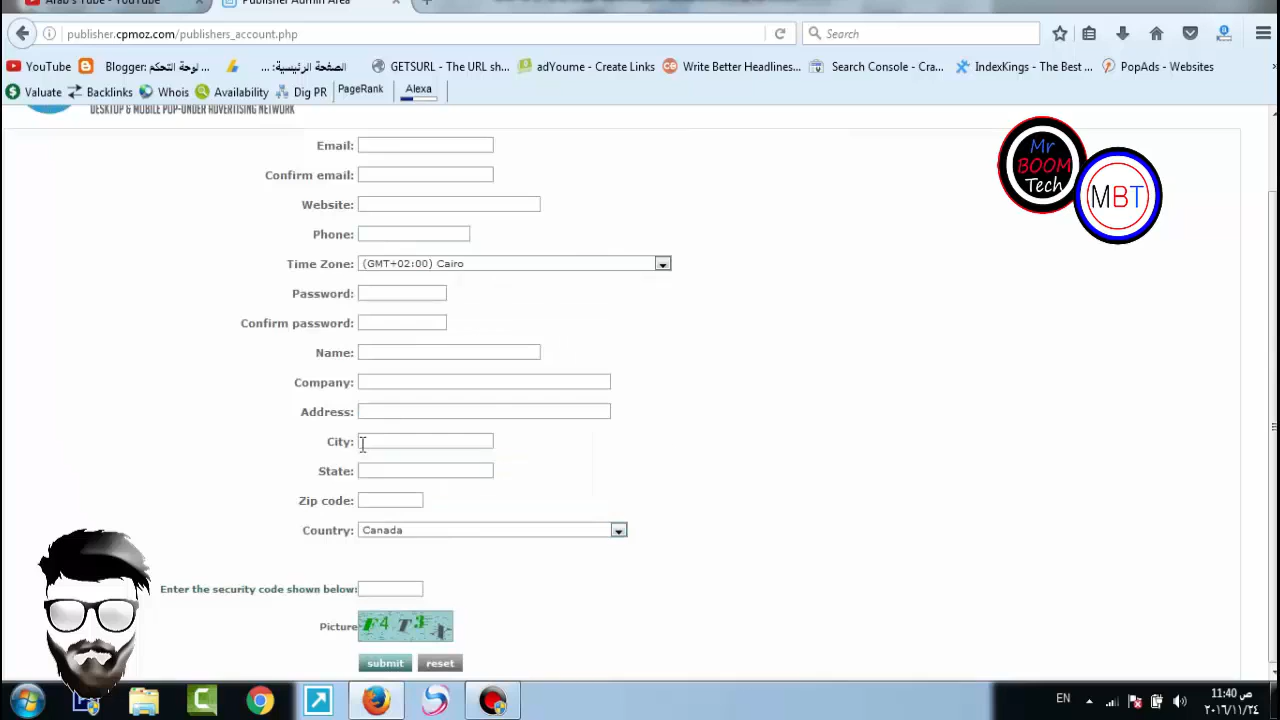 Arab's Tube - YouTube
Publisher Admin Area
publisher.cpmoz.com/publishers_account.php
Search
YouTube
Blogger: لوحة التحكم ...
الصفحة الرئيسية: ...
GETSURL - The URL sh...
adYoume - Create Links
Write Better Headlines...
Search Console - Cra...
IndexKings - The Best ...
PopAds - Websites
Valuate
Backlinks
Whois
Availability
Dig PR
PageRank
Alexa
DESKTOP & MOBILE POP-UNDER ADVERTISING NETWORK
Mr
BOOM
Tech
MBT
Email:
Confirm email:
Website:
Phone:
Time Zone: (GMT+02:00) Cairo
Password:
Confirm password:
Name:
Company:
Address:
City:
State:
Zip code:
Country: Canada
Enter the security code shown below:
Picture
submit
reset
EN
11:40 ص
٢٠١٦/١١/٢٤